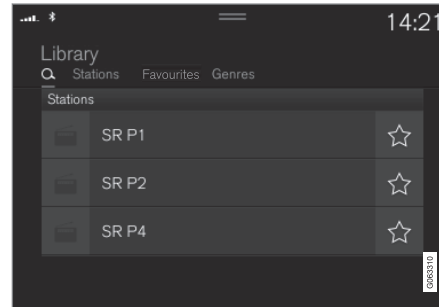 14:21
Library
Stations Favourites Genres
Stations
SR P1
SR P2
SR P4
G063310